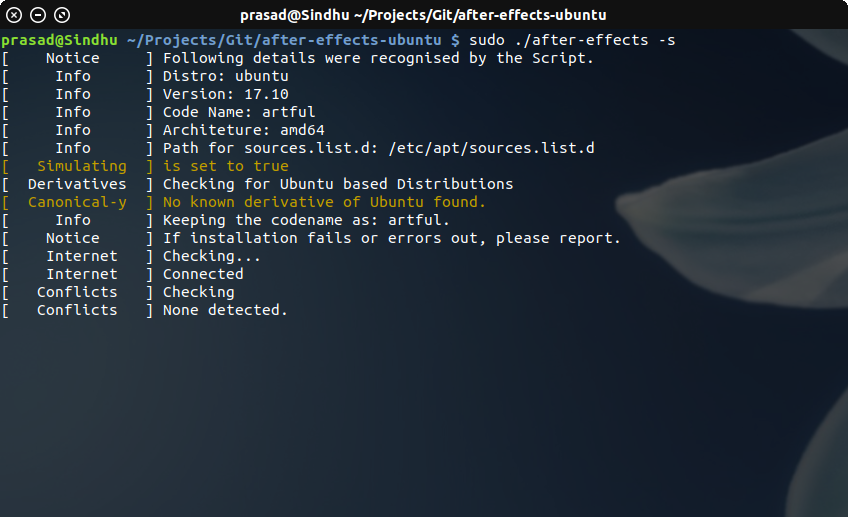 prasad@Sindhu ~/Projects/Git/after-effects-ubuntu
prasad@Sindhu ~/Projects/Git/after-effects-ubuntu $ sudo ./after-effects -s
[    Notice     ] Following details were recognised by the Script.
[     Info      ] Distro: ubuntu
[     Info      ] Version: 17.10
[     Info      ] Code Name: artful
[     Info      ] Architeture: amd64
[     Info      ] Path for sources.list.d: /etc/apt/sources.list.d
[   Simulating  ] is set to true
[  Derivatives  ] Checking for Ubuntu based Distributions
[  Canonical-y  ] No known derivative of Ubuntu found.
[     Info      ] Keeping the codename as: artful.
[    Notice     ] If installation fails or errors out, please report.
[    Internet   ] Checking...
[    Internet   ] Connected
[   Conflicts   ] Checking
[   Conflicts   ] None detected.